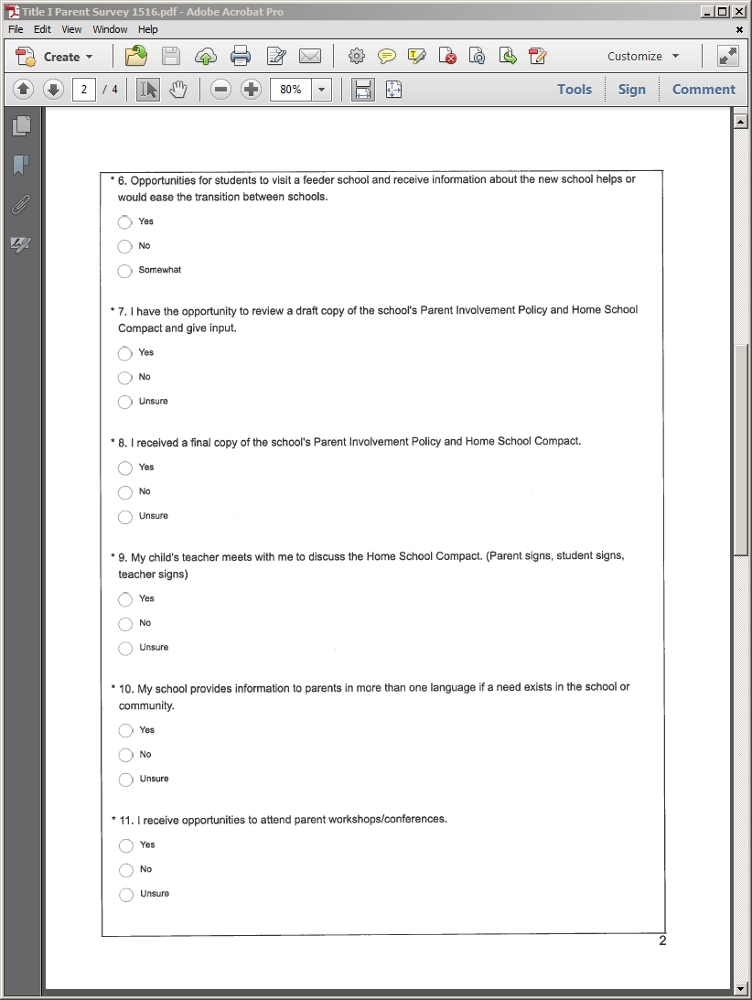 Title I Parent Survey 1516.pdf - Adobe Acrobat Pro
File Edit View Window Help
Create Customize
2 / 4 80% Tools Sign Comment
* 6. Opportunities for students to visit a feeder school and receive information about the new school helps or
would ease the transition between schools.
Yes
No
Somewhat
* 7. I have the opportunity to review a draft copy of the school's Parent Involvement Policy and Home School
Compact and give input.
Yes
No
Unsure
* 8. I received a final copy of the school's Parent Involvement Policy and Home School Compact.
Yes
No
Unsure
* 9. My child's teacher meets with me to discuss the Home School Compact. (Parent signs, student signs,
teacher signs)
Yes
No
Unsure
* 10. My school provides information to parents in more than one language if a need exists in the school or
community.
Yes
No
Unsure
* 11. I receive opportunities to attend parent workshops/conferences.
Yes
No
Unsure
2